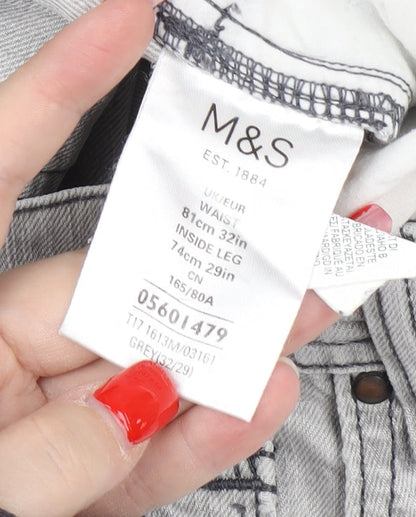 M&S
EST. 1884
UK/EUR
WAIST
81cm 32in
INSIDE LEG
74cm 29in
CN
165/80A
05601479
T17 1613M/03161
GREY(32/29)